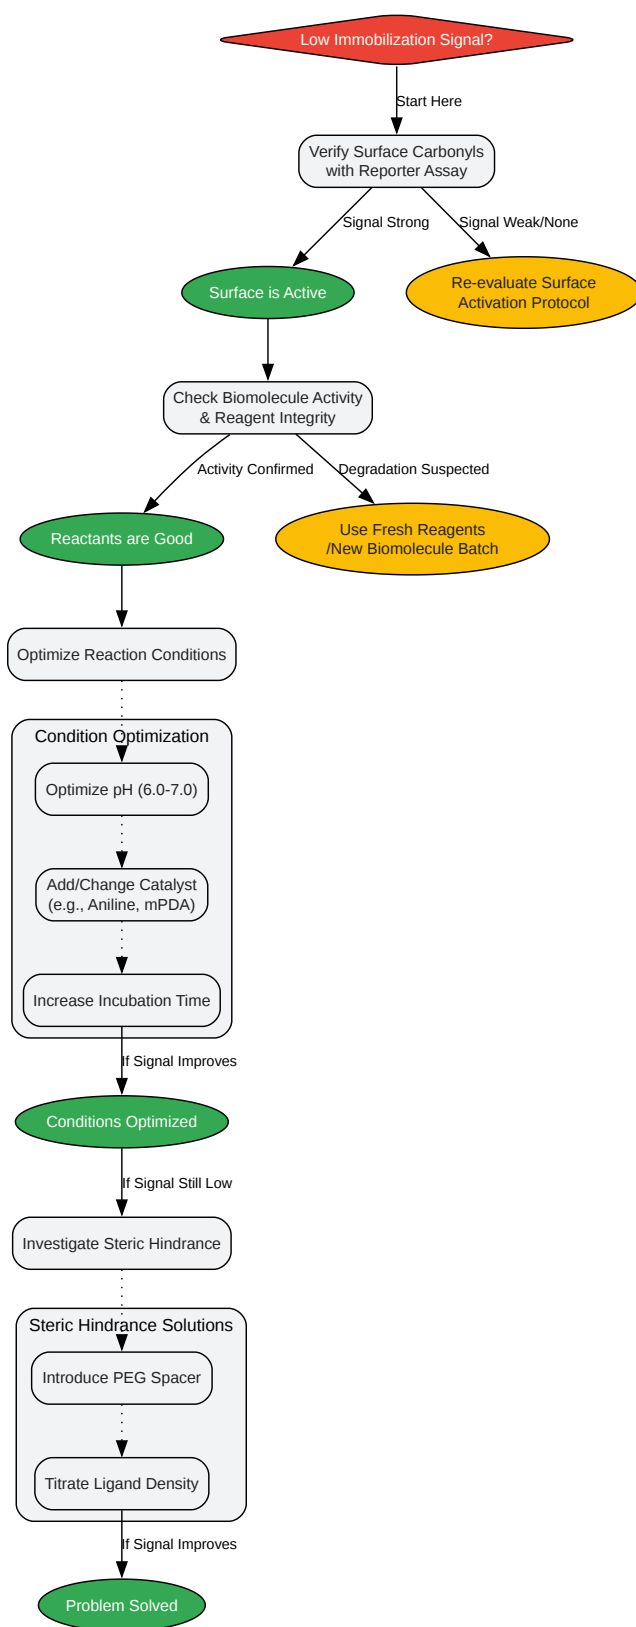 Low Immobilization Signal?
Start Here
Verify Surface Carbonyls
with Reporter Assay
Signal Strong
Signal Weak/None
Surface is Active
Re-evaluate Surface
Activation Protocol
Check Biomolecule Activity
& Reagent Integrity
Activity Confirmed
Degradation Suspected
Reactants are Good
Use Fresh Reagents
/New Biomolecule Batch
Optimize Reaction Conditions
Condition Optimization
Optimize pH (6.0-7.0)
Add/Change Catalyst
(e.g., Aniline, mPDA)
Increase Incubation Time
If Signal Improves
Conditions Optimized
If Signal Still Low
Investigate Steric Hindrance
Steric Hindrance Solutions
Introduce PEG Spacer
Titrate Ligand Density
If Signal Improves
Problem Solved